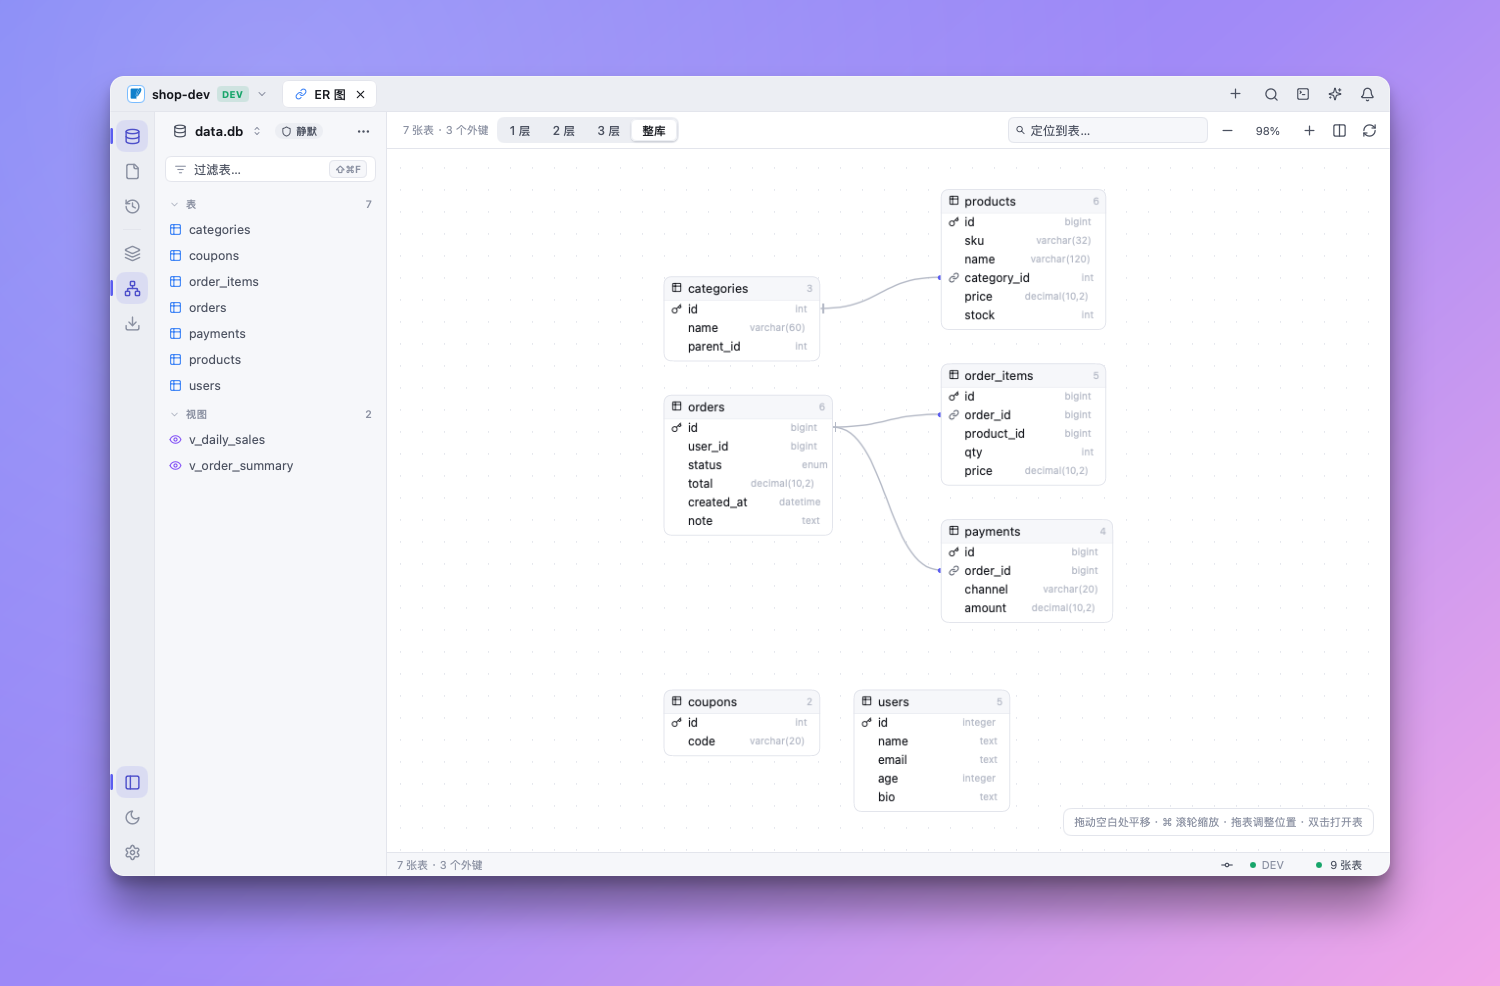 shop-dev DEV
ER 图
data.db
静默
过滤表...
⇧⌘F
表 7
categories
coupons
order_items
orders
payments
products
users
视图 2
v_daily_sales
v_order_summary
7 张表 · 3 个外键
1 层 2 层 3 层 整库
定位到表...
98%
products 6
id bigint
sku varchar(32)
name varchar(120)
category_id int
price decimal(10,2)
stock int
categories 3
id int
name varchar(60)
parent_id int
order_items 5
id bigint
order_id bigint
product_id bigint
qty int
price decimal(10,2)
orders 6
id bigint
user_id bigint
status enum
total decimal(10,2)
created_at datetime
note text
payments 4
id bigint
order_id bigint
channel varchar(20)
amount decimal(10,2)
coupons 2
id int
code varchar(20)
users 5
id integer
name text
email text
age integer
bio text
拖动空白处平移 · ⌘ 滚轮缩放 · 拖表调整位置 · 双击打开表
7 张表 · 3 个外键
DEV
9 张表